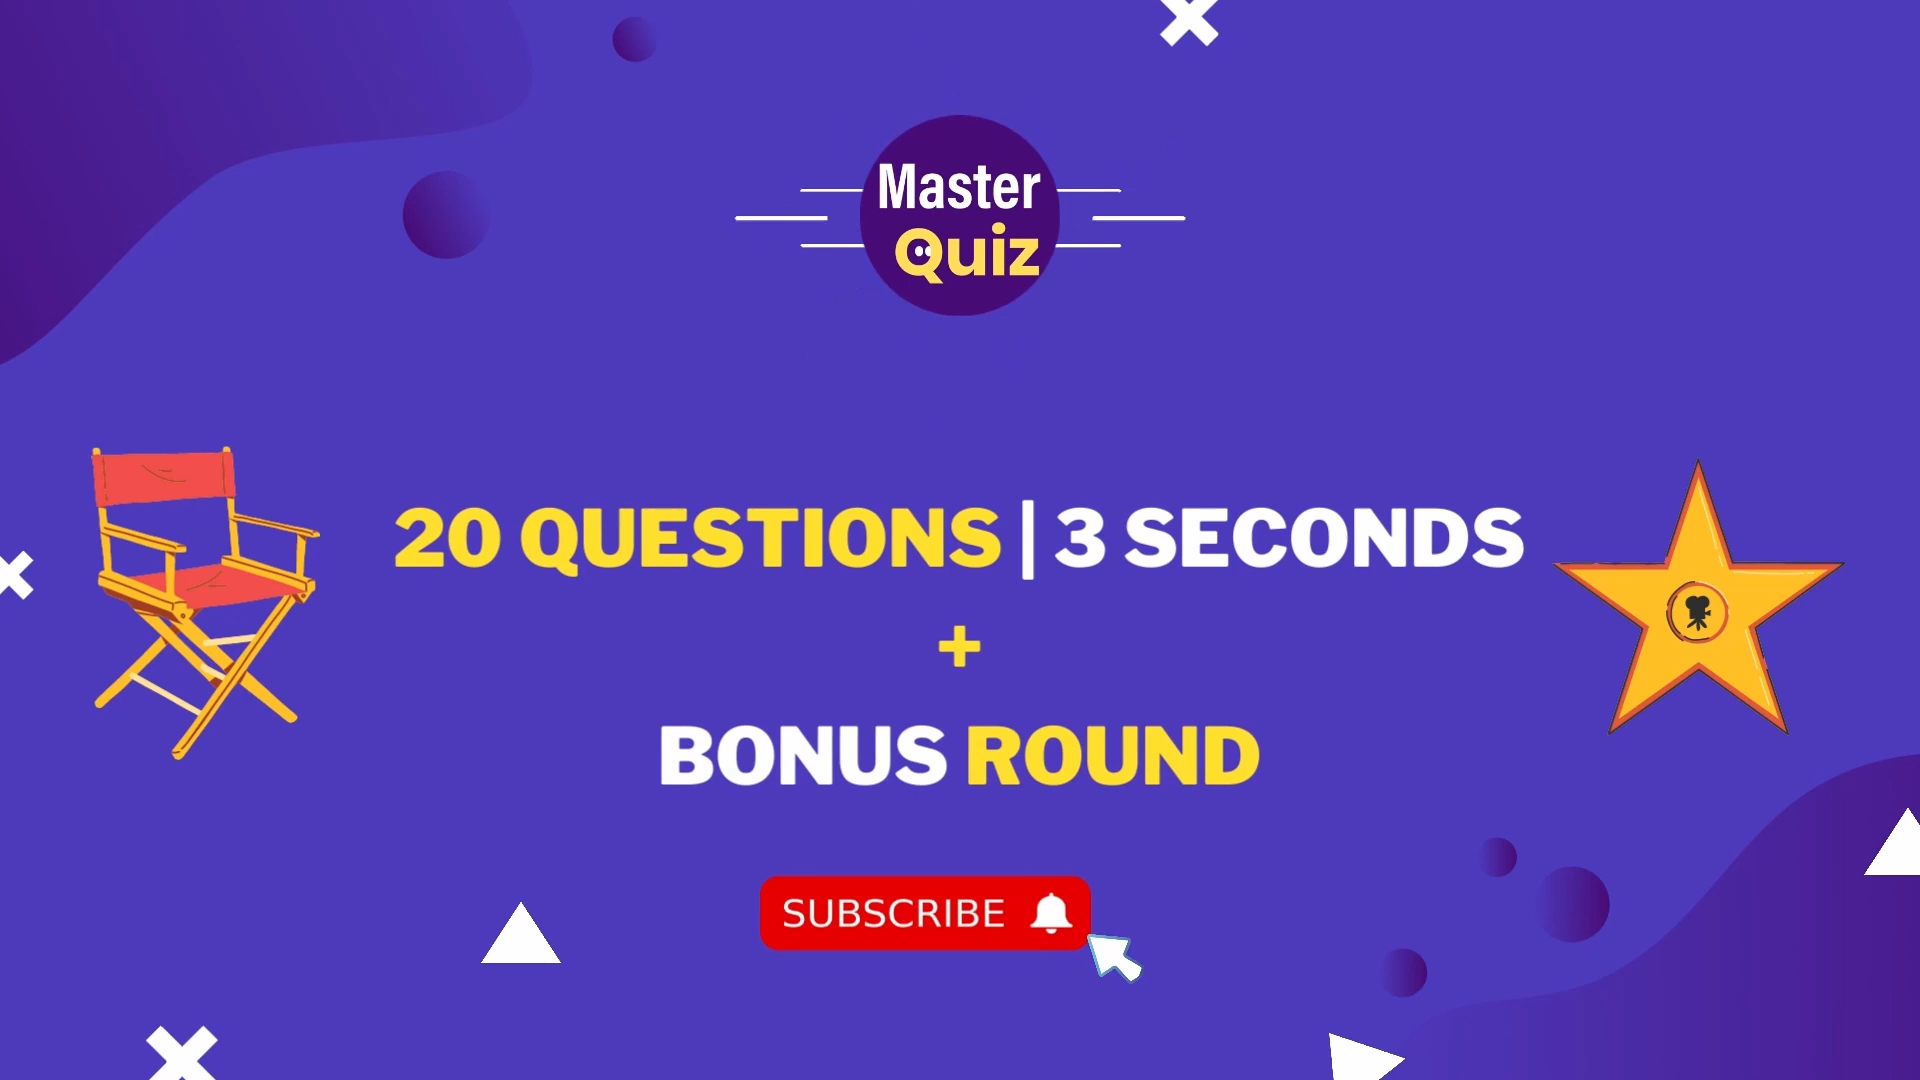 Master
Quiz
20 QUESTIONS | 3 SECONDS
+
BONUS ROUND
SUBSCRIBE